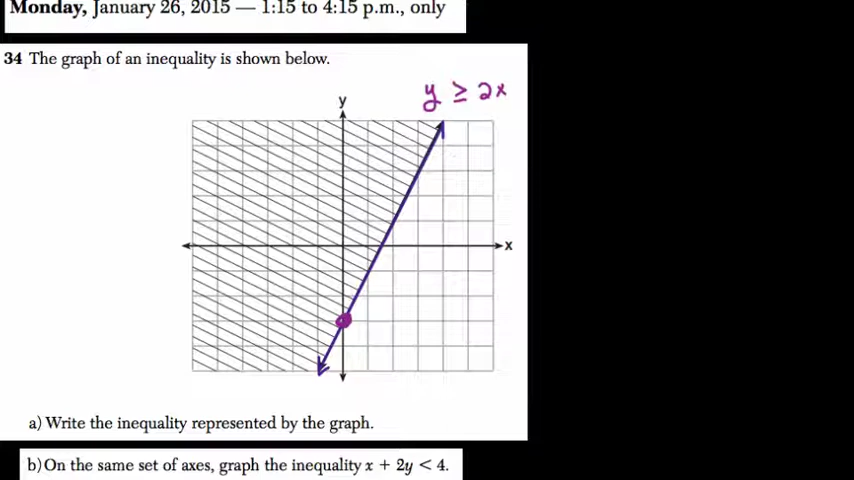 Monday, January 26, 2015 — 1:15 to 4:15 p.m., only
34 The graph of an inequality is shown below.
y ≥ 2x
y
x
a) Write the inequality represented by the graph.
b) On the same set of axes, graph the inequality x + 2y < 4.